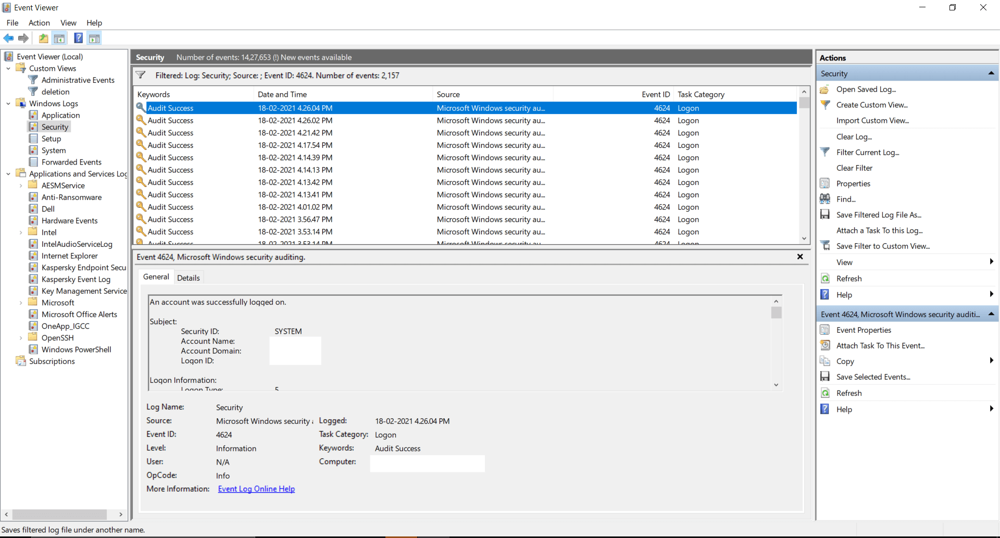 Event Viewer
File Action View Help
Event Viewer (Local)
Custom Views
Administrative Events
deletion
Windows Logs
Application
Security
Setup
System
Forwarded Events
Applications and Services Log
AESMService
Anti-Ransomware
Dell
Hardware Events
Intel
IntelAudioServiceLog
Internet Explorer
Kaspersky Endpoint Secu
Kaspersky Event Log
Key Management Service
Microsoft
Microsoft Office Alerts
OneApp_IGCC
OpenSSH
Windows PowerShell
Subscriptions
Security Number of events: 14,27,653 (!) New events available
Filtered: Log: Security; Source: ; Event ID: 4624. Number of events: 2,157
Keywords Date and Time Source Event ID Task Category
Audit Success 18-02-2021 4.26.04 PM Microsoft Windows security au... 4624 Logon
Audit Success 18-02-2021 4.26.02 PM Microsoft Windows security au... 4624 Logon
Audit Success 18-02-2021 4.21.42 PM Microsoft Windows security au... 4624 Logon
Audit Success 18-02-2021 4.17.54 PM Microsoft Windows security au... 4624 Logon
Audit Success 18-02-2021 4.14.39 PM Microsoft Windows security au... 4624 Logon
Audit Success 18-02-2021 4.14.13 PM Microsoft Windows security au... 4624 Logon
Audit Success 18-02-2021 4.13.42 PM Microsoft Windows security au... 4624 Logon
Audit Success 18-02-2021 4.13.41 PM Microsoft Windows security au... 4624 Logon
Audit Success 18-02-2021 4.01.02 PM Microsoft Windows security au... 4624 Logon
Audit Success 18-02-2021 3.56.47 PM Microsoft Windows security au... 4624 Logon
Audit Success 18-02-2021 3.53.14 PM Microsoft Windows security au... 4624 Logon
Audit Success 18-02-2021 3.53.14 PM Microsoft Windows security au... 4624 Logon
Event 4624, Microsoft Windows security auditing.
General Details
An account was successfully logged on.
Subject:
Security ID: SYSTEM
Account Name:
Account Domain:
Logon ID:
Logon Information:
Logon Type: 5
Log Name: Security
Source: Microsoft Windows security Logged: 18-02-2021 4.26.04 PM
Event ID: 4624 Task Category: Logon
Level: Information Keywords: Audit Success
User: N/A Computer:
OpCode: Info
More Information: Event Log Online Help
Actions
Security
Open Saved Log...
Create Custom View...
Import Custom View...
Clear Log...
Filter Current Log...
Clear Filter
Properties
Find...
Save Filtered Log File As...
Attach a Task To this Log...
Save Filter to Custom View...
View
Refresh
Help
Event 4624, Microsoft Windows security auditi...
Event Properties
Attach Task To This Event...
Copy
Save Selected Events...
Refresh
Help
Saves filtered log file under another name.